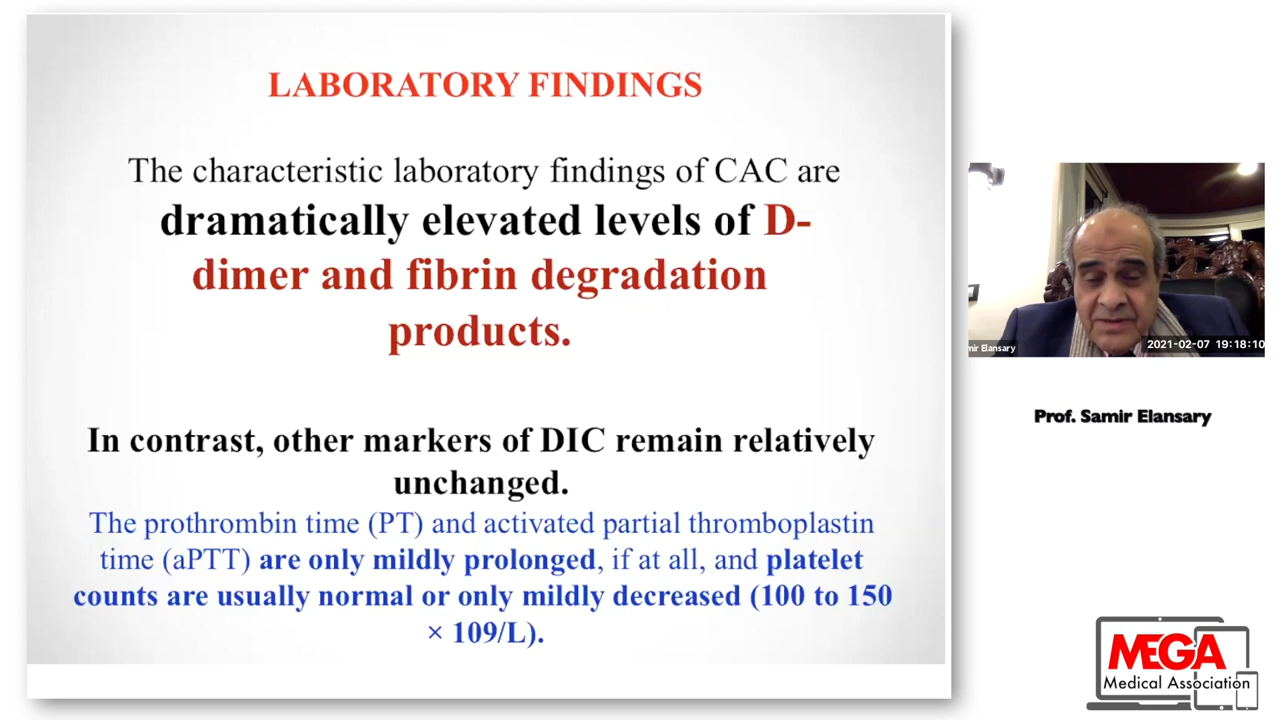 LABORATORY FINDINGS
The characteristic laboratory findings of CAC are
dramatically elevated levels of D-
dimer and fibrin degradation
products.
In contrast, other markers of DIC remain relatively
unchanged.
The prothrombin time (PT) and activated partial thromboplastin
time (aPTT) are only mildly prolonged, if at all, and platelet
counts are usually normal or only mildly decreased (100 to 150
× 109/L).
mir Elansary
2021-02-07 19:18:10
Prof. Samir Elansary
MEGA
Medical Association